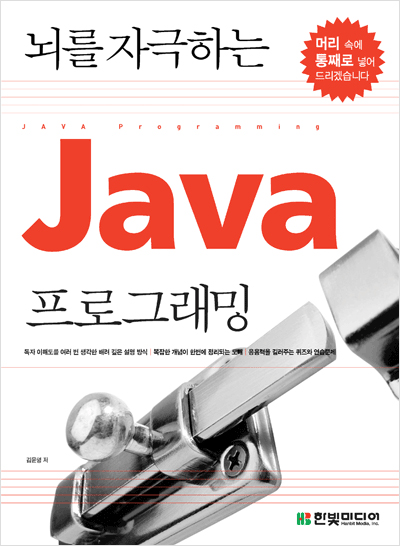 뇌를 자극하는
머리 속에
통째로 넣어
드리겠습니다
JAVA Programming
Java
프로그래밍
독자 이해도를 여러 번 생각한 배려 깊은 설명 방식 | 복잡한 개념이 한번에 정리되는 도해 | 응용력을 길러주는 퀴즈와 연습문제
김윤명 저
HB 한빛미디어
Hanbit Media, Inc.